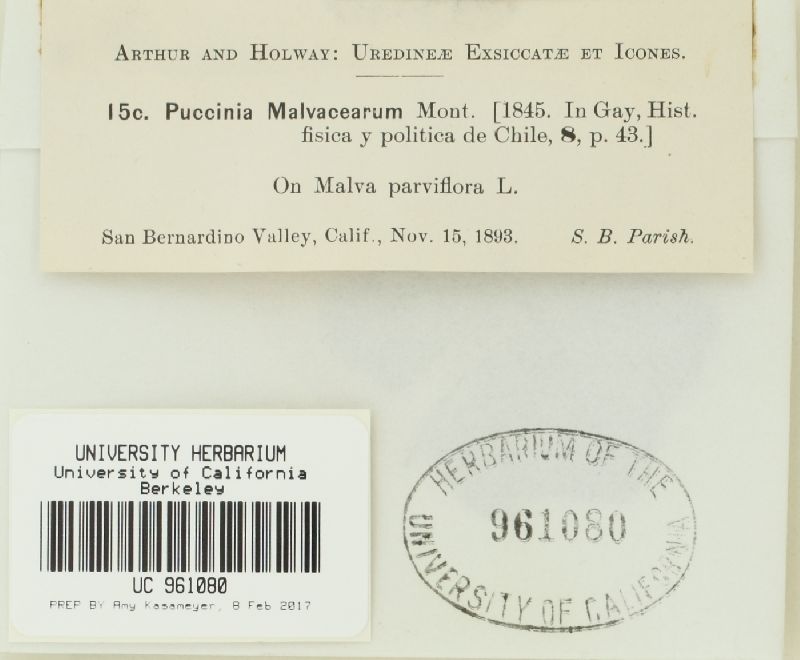 ARTHUR AND HOLWAY: UREDINEÆ EXSICCATÆ ET ICONES.
15c. Puccinia Malvacearum Mont. [1845. In Gay, Hist.
fisica y politica de Chile, 8, p. 43.]
On Malva parviflora L.
San Bernardino Valley, Calif., Nov. 15, 1893. S. B. Parish.
UNIVERSITY HERBARIUM
University of California
Berkeley
UC 961080
PREP BY Amy Kasameyer, 8 Feb 2017
HERBARIUM OF THE
961080
UNIVERSITY OF CALIFORNIA